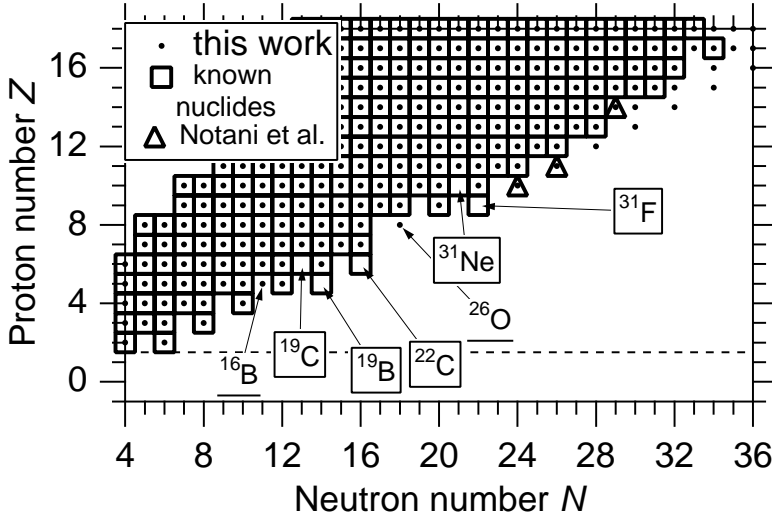 this work
known
nuclides
Notani et al.
16
12
8
4
0
Proton number Z
³¹F
³¹Ne
²⁶O
¹⁶B
¹⁹C
¹⁹B
²²C
4 8 12 16 20 24 28 32 36
Neutron number N